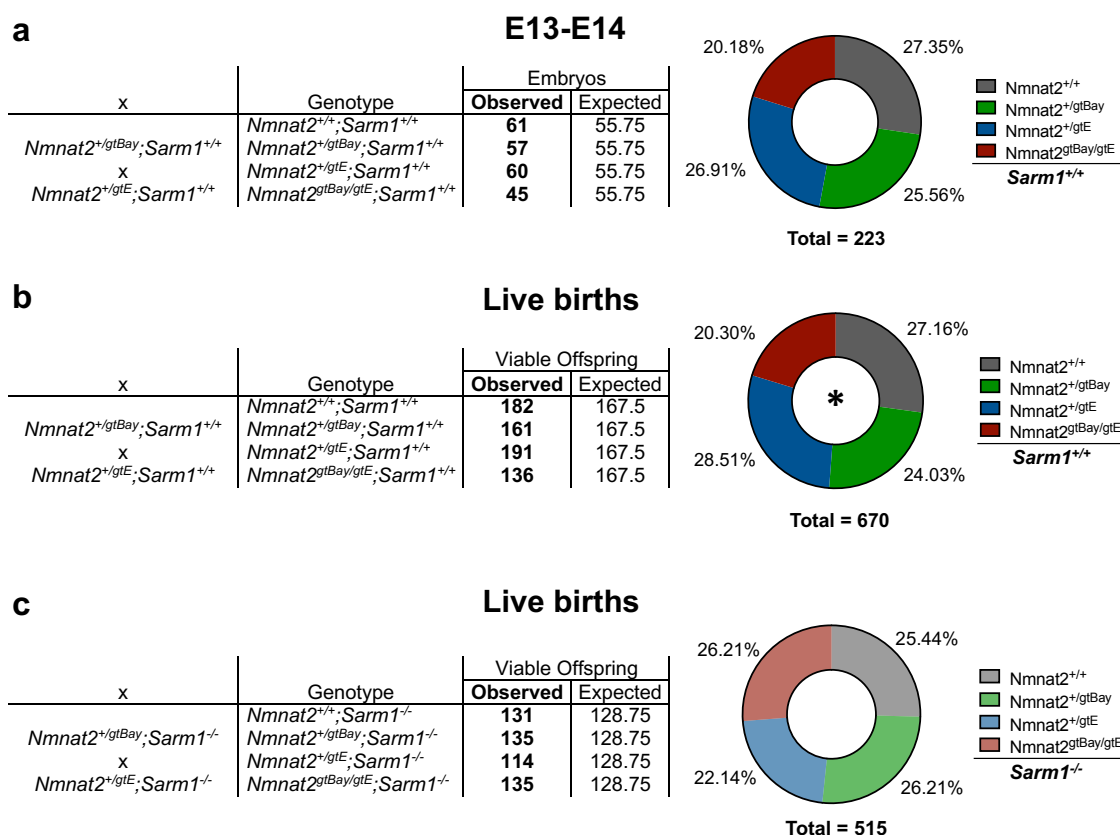 a
E13-E14
Embryos
x Genotype Observed Expected
Nmnat2+/gtBay;Sarm1+/+
x
Nmnat2+/gtE;Sarm1+/+
Nmnat2+/+;Sarm1+/+ 61 55.75
Nmnat2+/gtBay;Sarm1+/+ 57 55.75
Nmnat2+/gtE;Sarm1+/+ 60 55.75
Nmnat2gtBay/gtE;Sarm1+/+ 45 55.75
20.18% 27.35%
26.91% 25.56%
Total = 223
Nmnat2+/+
Nmnat2+/gtBay
Nmnat2+/gtE
Nmnat2gtBay/gtE
Sarm1+/+
b
Live births
Viable Offspring
x Genotype Observed Expected
Nmnat2+/gtBay;Sarm1+/+
x
Nmnat2+/gtE;Sarm1+/+
Nmnat2+/+;Sarm1+/+ 182 167.5
Nmnat2+/gtBay;Sarm1+/+ 161 167.5
Nmnat2+/gtE;Sarm1+/+ 191 167.5
Nmnat2gtBay/gtE;Sarm1+/+ 136 167.5
20.30% 27.16%
*
28.51% 24.03%
Total = 670
Nmnat2+/+
Nmnat2+/gtBay
Nmnat2+/gtE
Nmnat2gtBay/gtE
Sarm1+/+
c
Live births
Viable Offspring
x Genotype Observed Expected
Nmnat2+/gtBay;Sarm1-/-
x
Nmnat2+/gtE;Sarm1-/-
Nmnat2+/+;Sarm1-/- 131 128.75
Nmnat2+/gtBay;Sarm1-/- 135 128.75
Nmnat2+/gtE;Sarm1-/- 114 128.75
Nmnat2gtBay/gtE;Sarm1-/- 135 128.75
26.21% 25.44%
22.14% 26.21%
Total = 515
Nmnat2+/+
Nmnat2+/gtBay
Nmnat2+/gtE
Nmnat2gtBay/gtE
Sarm1-/-